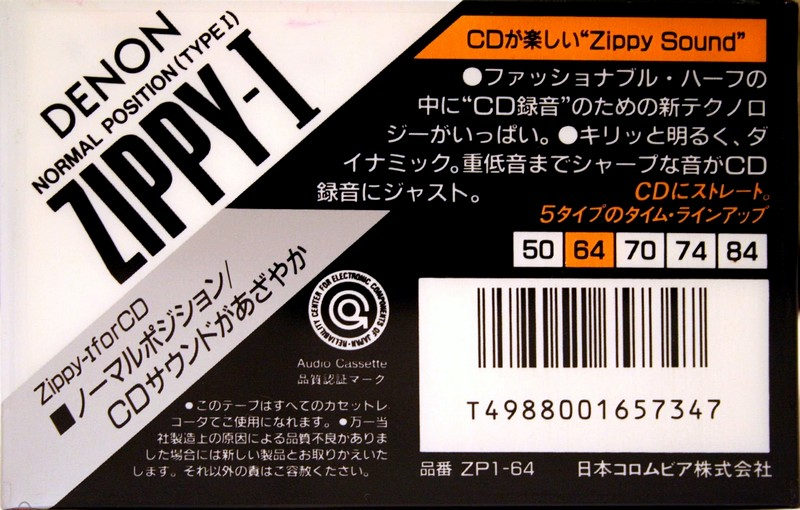 DENON
NORMAL POSITION (TYPE I)
ZIPPY-I
Zippy-I for CD
■ノーマルポジション/
CDサウンドがあざやか
CDが楽しい“Zippy Sound”
●ファッショナブル・ハーフの
中に“CD録音”のための新テクノロ
ジーがいっぱい。●キリッと明るく、ダ
イナミック。重低音までシャープな音がCD
録音にジャスト。
CDにストレート。
5タイプのタイム・ラインアップ
50 64 70 74 84
RELIABILITY CENTER FOR ELECTRONIC COMPONENTS OF JAPAN
Audio Cassette
品質認証マーク
●このテープはすべてのカセットレ
コーダでご使用になれます。●万一当
社製造上の原因による品質不良がありま
した場合には新しい製品とお取りかえいた
します。それ以外の責はご容赦ください。
T4988001657347
品番 ZP1-64 日本コロムビア株式会社